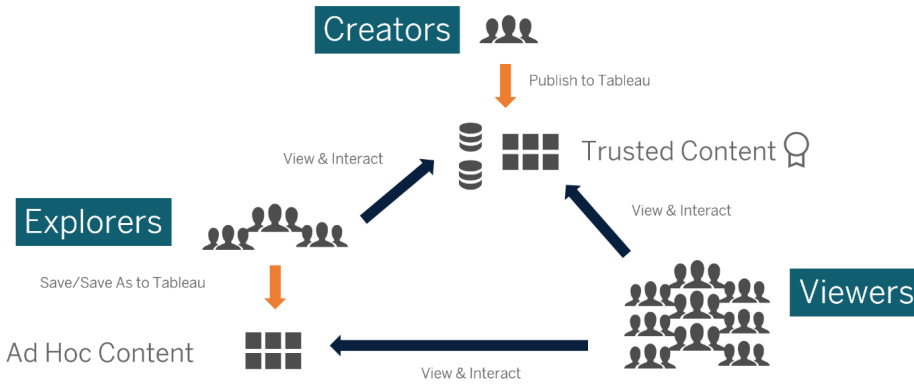 Creators
Publish to Tableau
View & Interact
Trusted Content
Explorers
View & Interact
Save/Save As to Tableau
Viewers
Ad Hoc Content
View & Interact